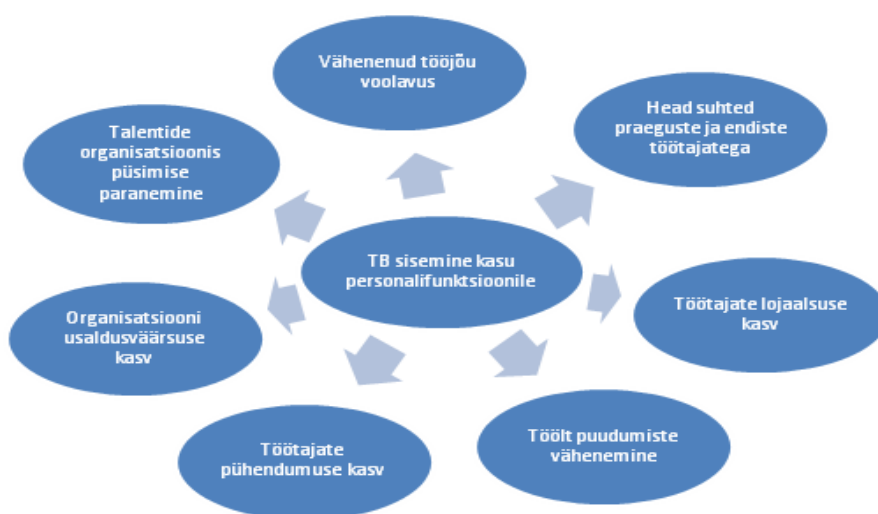 Vähenenud tööjõu
voolavus
Head suhted
praeguste ja endiste
töötajatega
Talentide
organisatsioonis
püsimise
paranemine
TB sisemine kasu
personalifunktsioonile
Töötajate lojaalsuse
kasv
Organisatsiooni
usaldusväärsuse
kasv
Töölt puudumiste
vähenemine
Töötajate
pühendumuse kasv